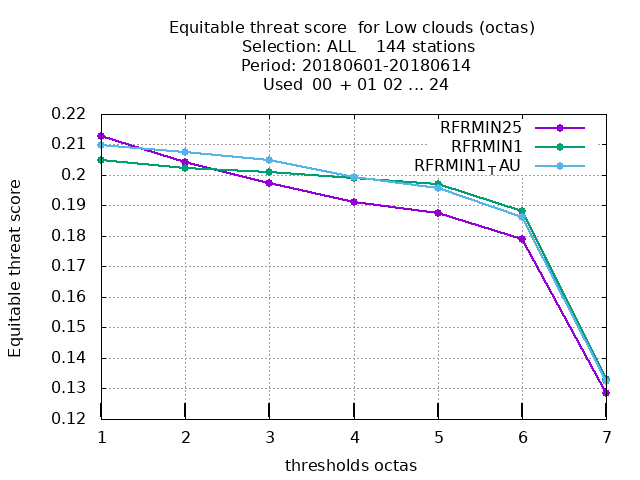 Equitable threat score  for Low clouds (octas)
Selection: ALL    144 stations
Period: 20180601-20180614
Used  00 + 01 02 ... 24
RFRMIN25
RFRMIN1
RFRMIN1TAU
Equitable threat score
0.22
0.21
0.2
0.19
0.18
0.17
0.16
0.15
0.14
0.13
0.12
1 2 3 4 5 6 7
thresholds octas